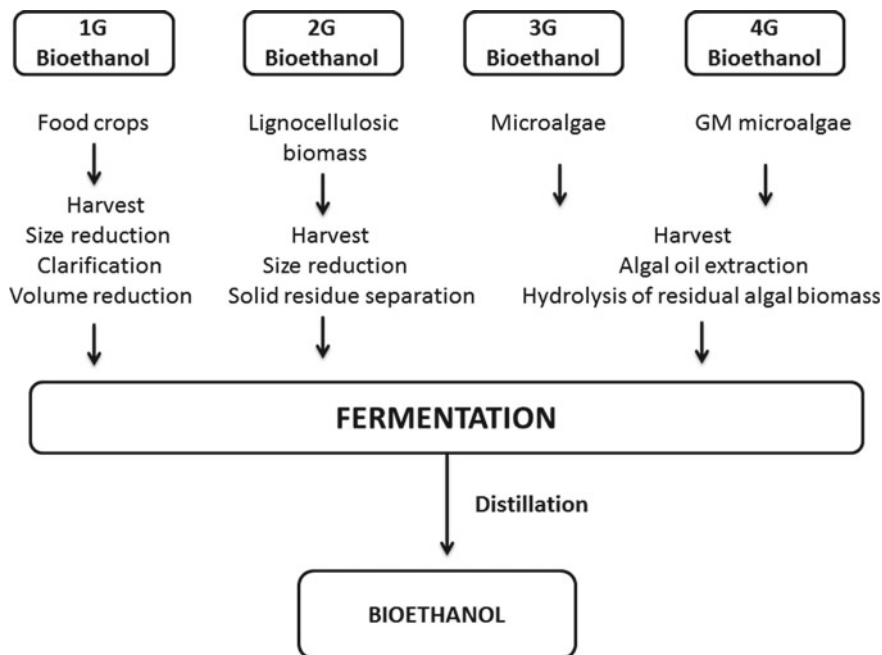 1G
Bioethanol
2G
Bioethanol
3G
Bioethanol
4G
Bioethanol
Food crops
Lignocellulosic
biomass
Microalgae
GM microalgae
Harvest
Size reduction
Clarification
Volume reduction
Harvest
Size reduction
Solid residue separation
Harvest
Algal oil extraction
Hydrolysis of residual algal biomass
FERMENTATION
Distillation
BIOETHANOL